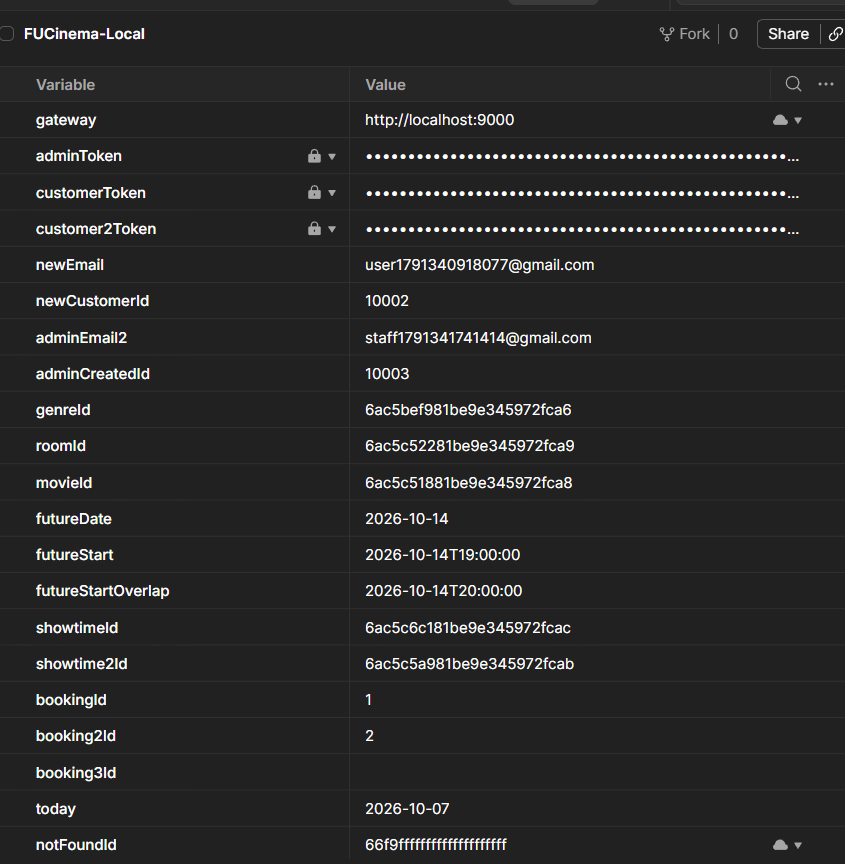 FUCinema-Local Fork 0 Share
Variable Value
gateway http://localhost:9000
adminToken ••••••••••••••••••••••••••••••••••••••••••••••••••...
customerToken ••••••••••••••••••••••••••••••••••••••••••••••••••...
customer2Token ••••••••••••••••••••••••••••••••••••••••••••••••••...
newEmail user1791340918077@gmail.com
newCustomerId 10002
adminEmail2 staff1791341741414@gmail.com
adminCreatedId 10003
genreId 6ac5bef981be9e345972fca6
roomId 6ac5c52281be9e345972fca9
movieId 6ac5c51881be9e345972fca8
futureDate 2026-10-14
futureStart 2026-10-14T19:00:00
futureStartOverlap 2026-10-14T20:00:00
showtimeId 6ac5c6c181be9e345972fcac
showtime2Id 6ac5c5a981be9e345972fcab
bookingId 1
booking2Id 2
booking3Id
today 2026-10-07
notFoundId 66f9ffffffffffffffffffff